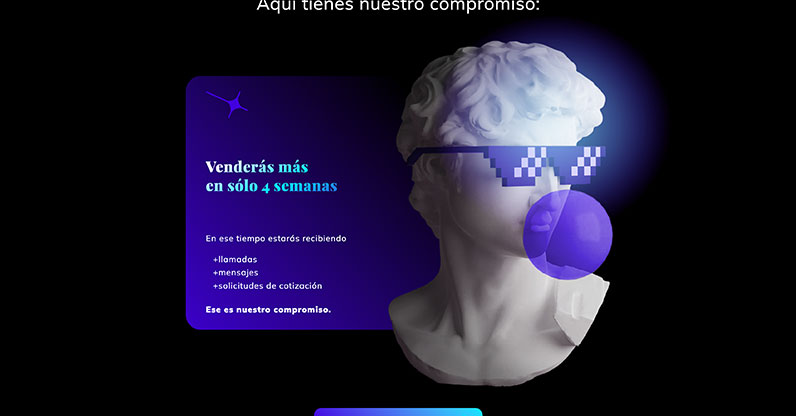 Aquí tienes nuestro compromiso:
Venderás más
en sólo 4 semanas
En ese tiempo estarás recibiendo
+llamadas
+mensajes
+solicitudes de cotización
Ese es nuestro compromiso.